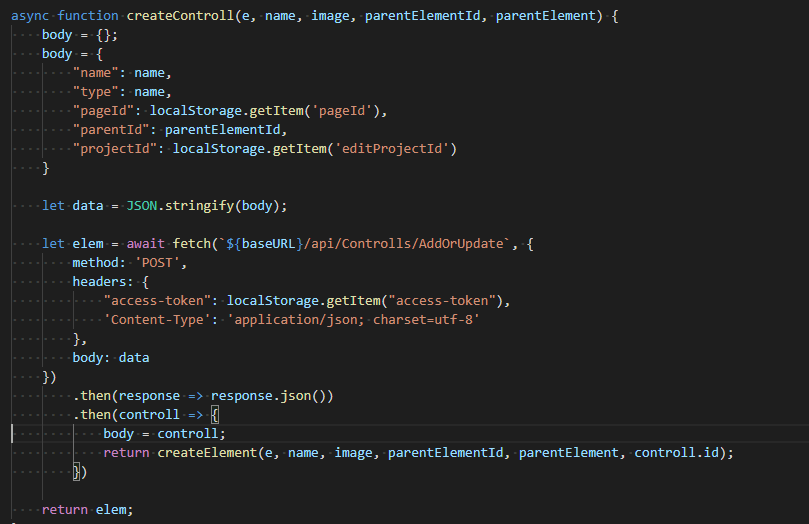 async function createControll(e, name, image, parentElementId, parentElement) {
    body = {};
    body = {
        "name": name,
        "type": name,
        "pageId": localStorage.getItem('pageId'),
        "parentId": parentElementId,
        "projectId": localStorage.getItem('editProjectId')
    }
    let data = JSON.stringify(body);
    let elem = await fetch(`${baseURL}/api/Controlls/AddOrUpdate`, {
        method: 'POST',
        headers: {
            "access-token": localStorage.getItem("access-token"),
            'Content-Type': 'application/json; charset=utf-8'
        },
        body: data
    })
        .then(response => response.json())
        .then(controll => {
            body = controll;
            return createElement(e, name, image, parentElementId, parentElement, controll.id);
        })
    return elem;